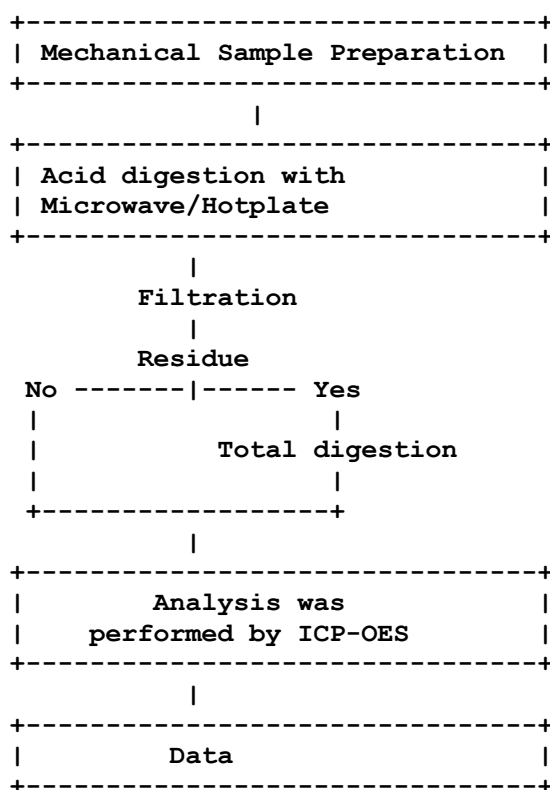 Mechanical Sample Preparation
Acid digestion with
Microwave/Hotplate
Filtration
Residue
No Yes
Total digestion
Analysis was
performed by ICP-OES
Data